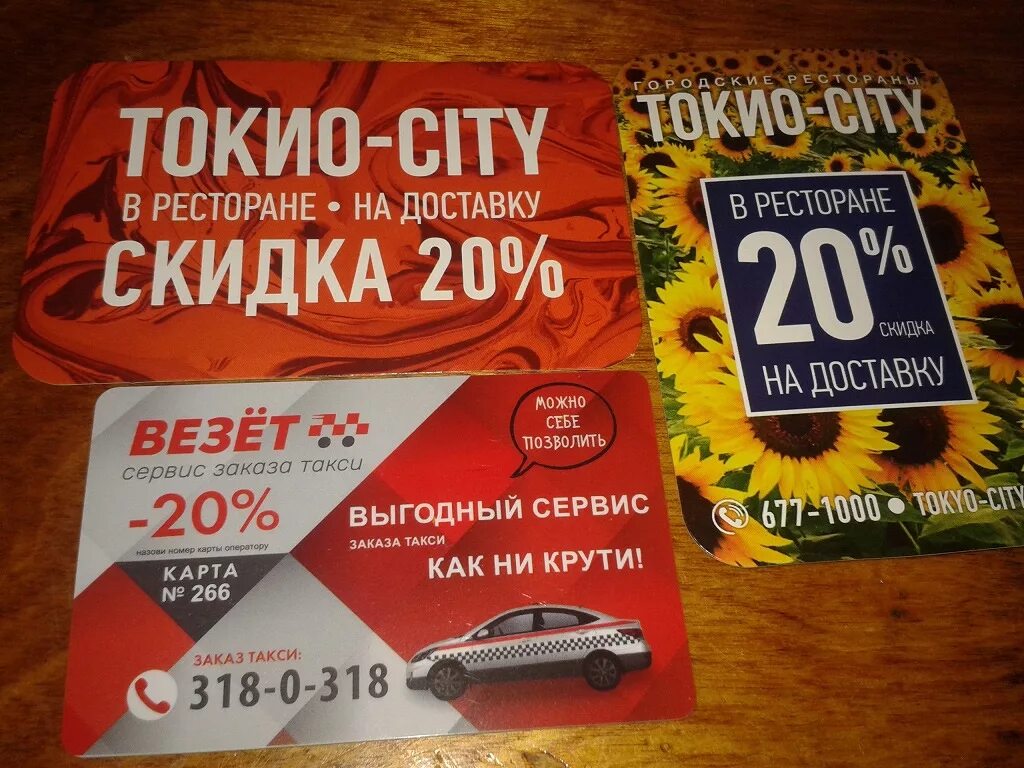 ТОКИО-CITY
В РЕСТОРАНЕ • НА ДОСТАВКУ
СКИДКА 20%
ГОРОДСКИЕ РЕСТОРАНЫ
ТОКИО-CITY
В РЕСТОРАНЕ
20%
СКИДКА
НА ДОСТАВКУ
677-1000 • TOKYO-CITY
ВЕЗЁТ
сервис заказа такси
-20%
назови номер карты оператору
КАРТА
№ 266
МОЖНО
СЕБЕ
ПОЗВОЛИТЬ
ВЫГОДНЫЙ СЕРВИС
ЗАКАЗА ТАКСИ
КАК НИ КРУТИ!
ЗАКАЗ ТАКСИ:
318-0-318